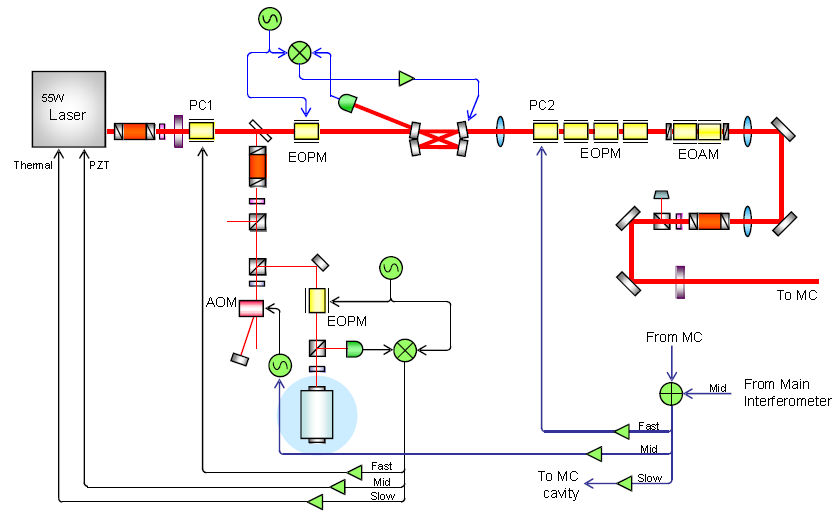 55W
Laser
PC1
PC2
EOPM
EOPM
EOAM
Thermal
PZT
AOM
EOPM
To MC
From MC
Mid
From Main
Interferometer
Fast
Mid
Slow
To MC
cavity
Fast
Mid
Slow